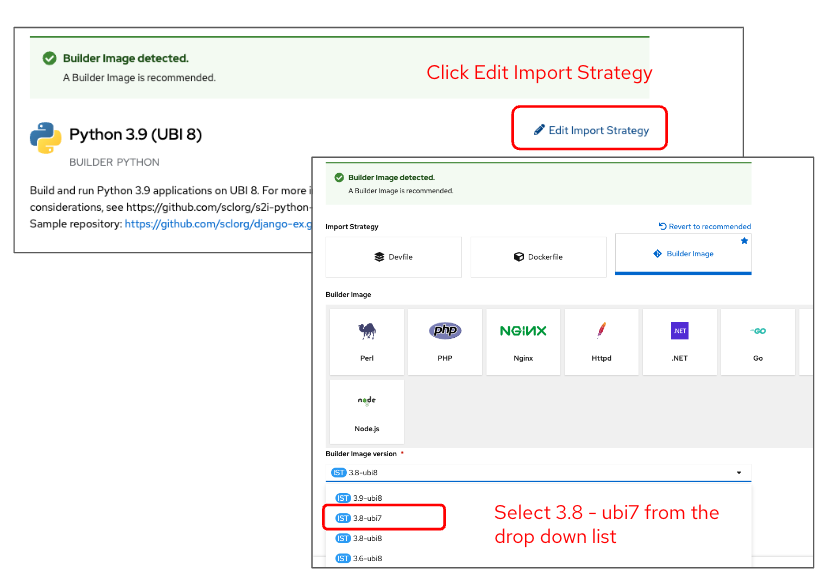 Builder Image detected.
A Builder Image is recommended.
Click Edit Import Strategy
Edit Import Strategy
Python 3.9 (UBI 8)
BUILDER PYTHON
Build and run Python 3.9 applications on UBI 8. For more i
considerations, see https://github.com/sclorg/s2i-python-
Sample repository: https://github.com/sclorg/django-ex.g
Builder Image detected.
A Builder Image is recommended.
Import Strategy
Revert to recommended
Devfile
Dockerfile
Builder Image
Builder Image
php
NGINX
.NET
GO
Perl
PHP
Nginx
Httpd
.NET
Go
node
Node.js
Builder Image version *
IST 3.8-ubi8
IST 3.9-ubi8
IST 3.8-ubi7
IST 3.8-ubi8
IST 3.6-ubi8
Select 3.8 - ubi7 from the
drop down list